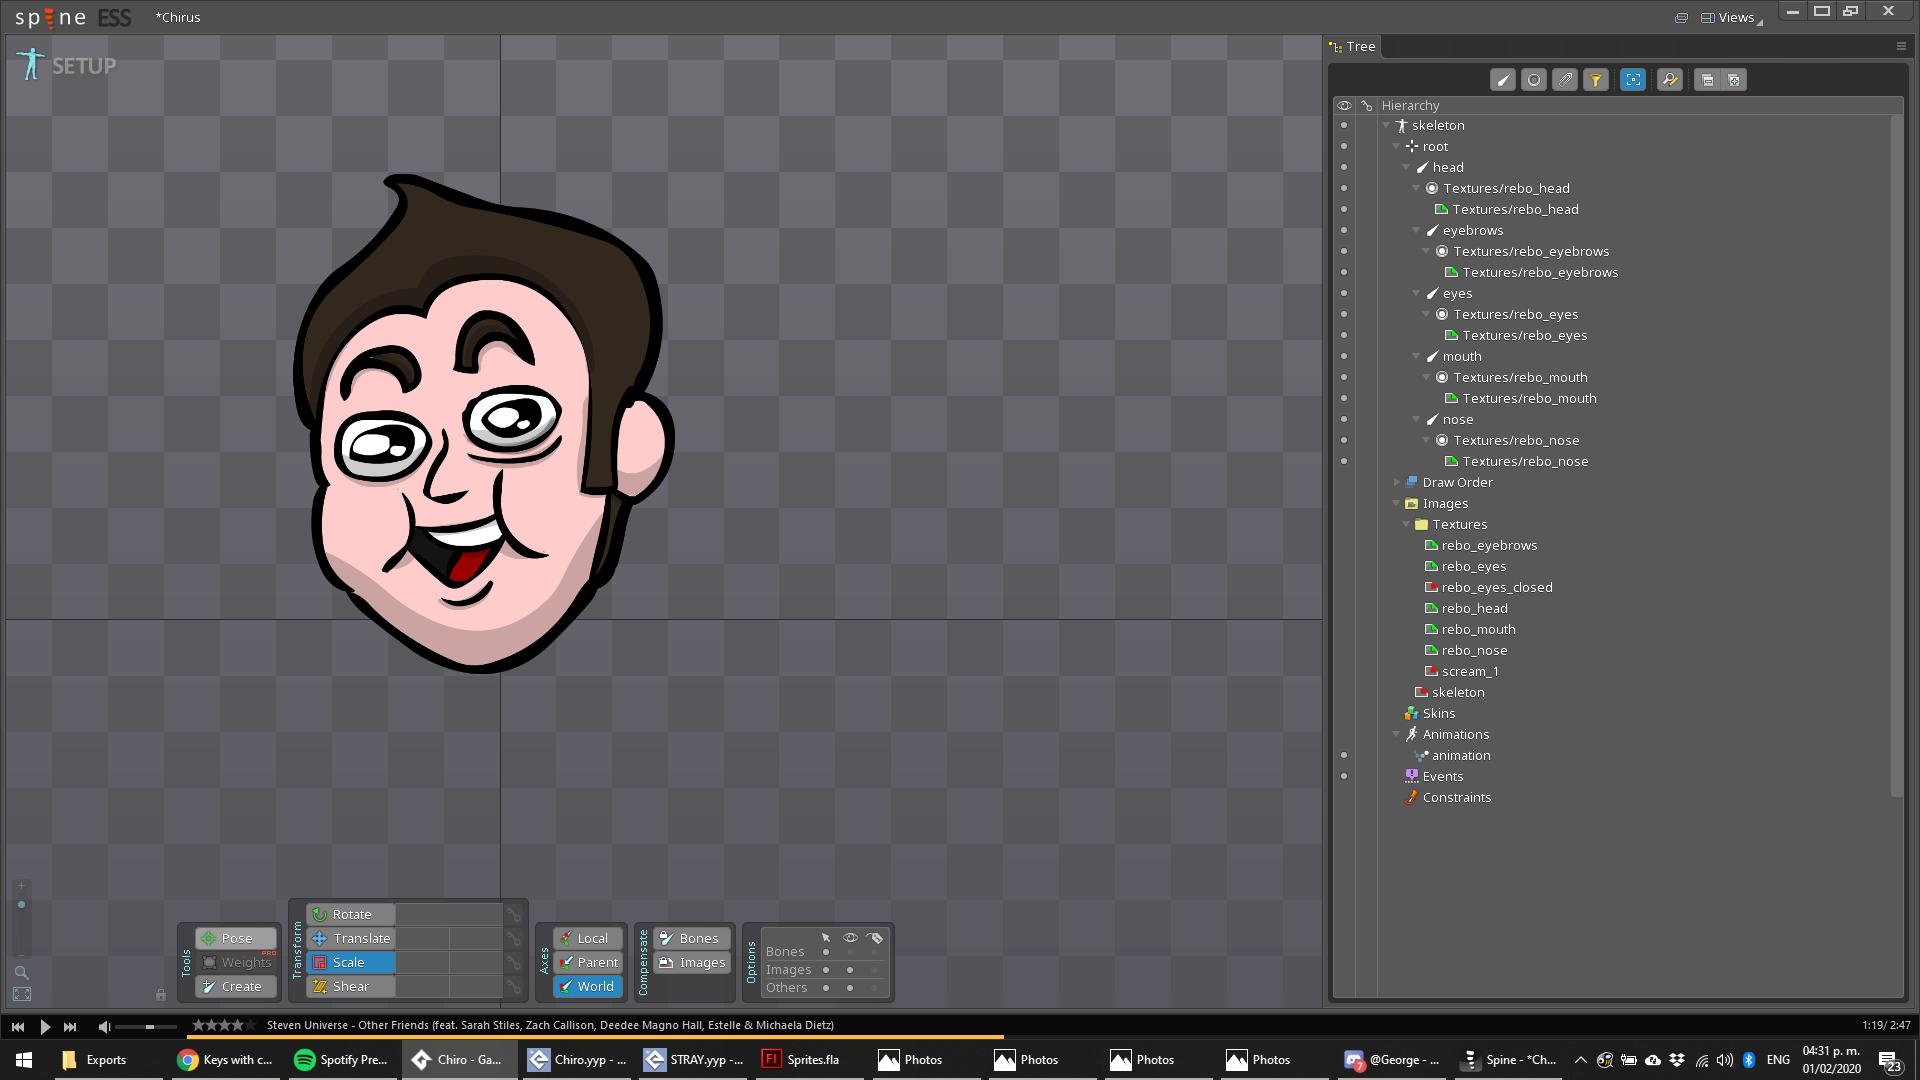 spine ESS *Chirus Views
SETUP
Tree
Hierarchy
skeleton
root
head
Textures/rebo_head
Textures/rebo_head
eyebrows
Textures/rebo_eyebrows
Textures/rebo_eyebrows
eyes
Textures/rebo_eyes
Textures/rebo_eyes
mouth
Textures/rebo_mouth
Textures/rebo_mouth
nose
Textures/rebo_nose
Textures/rebo_nose
Draw Order
Images
Textures
rebo_eyebrows
rebo_eyes
rebo_eyes_closed
rebo_head
rebo_mouth
rebo_nose
scream_1
skeleton
Skins
Animations
animation
Events
Constraints
Tools
Pose
Weights PRO
Create
Transform
Rotate
Translate
Scale
Shear
Axes
Local
Parent
World
Compensate
Bones
Images
Options
Bones
Images
Others
Steven Universe - Other Friends (feat. Sarah Stiles, Zach Callison, Deedee Magno Hall, Estelle & Michaela Dietz) 1:19/ 2:47
Exports Keys with c... Spotify Pre... Chiro - Ga... Chiro.yyp - ... STRAY.yyp -... Fl Sprites.fla Photos Photos Photos Photos 7 @George - ... Spine - *Ch... ENG 04:31 p. m. 23
01/02/2020